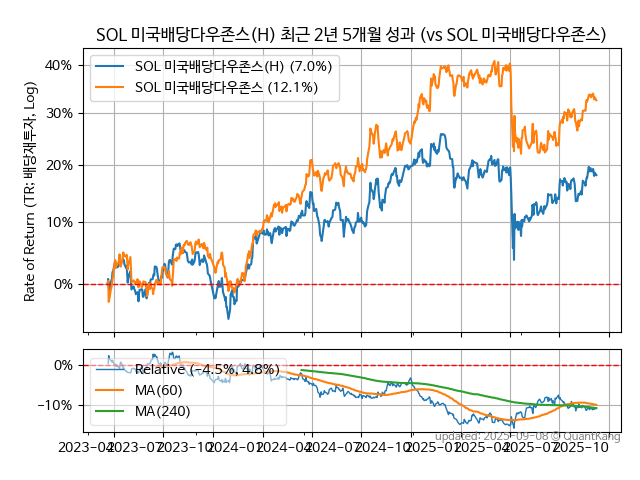 SOL 미국배당다우존스(H) 최근 2년 5개월 성과 (vs SOL 미국배당다우존스)
SOL 미국배당다우존스(H) (7.0%)
SOL 미국배당다우존스 (12.1%)
40%
30%
20%
10%
0%
Rate of Return (TR: 배당재투자, Log)
Relative (−4.5%, 4.8%)
MA(60)
MA(240)
0%
−10%
updated: 2025-09-08 © QuantKang
2023-04 2023-07 2023-10 2024-01 2024-04 2024-07 2024-10 2025-01 2025-04 2025-07 2025-10